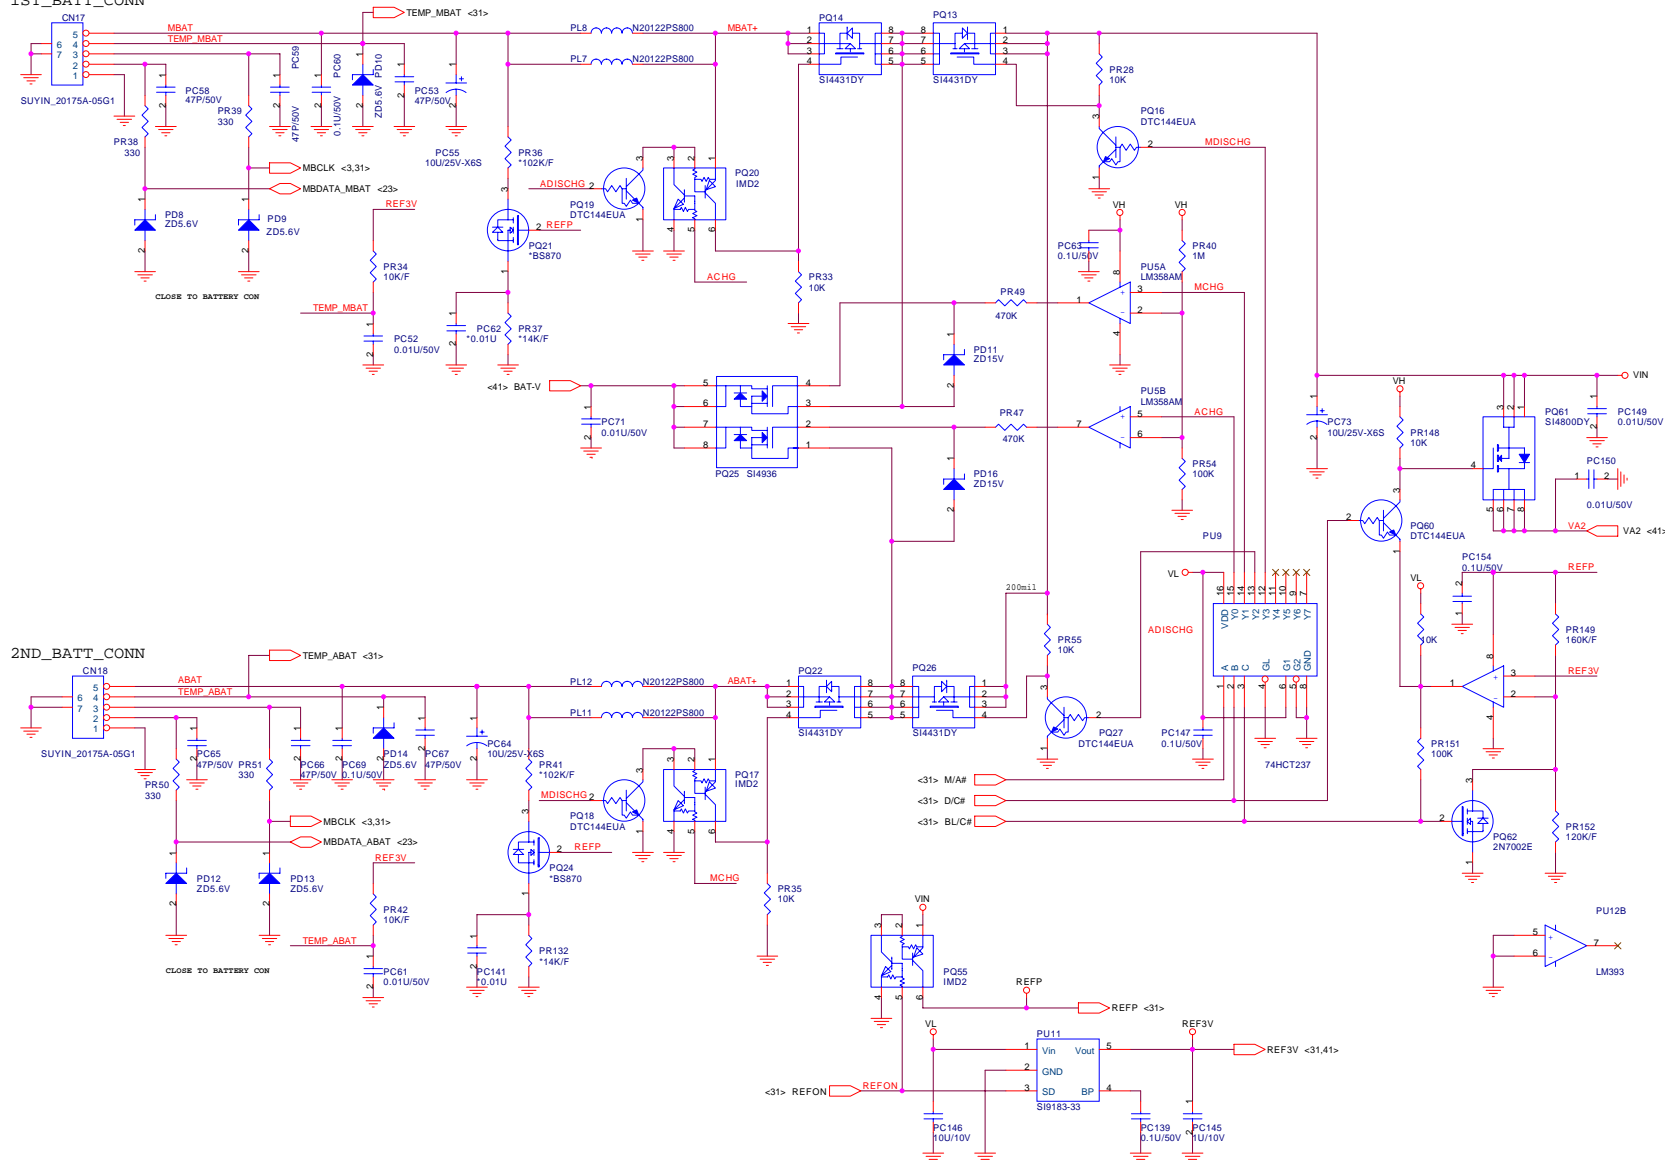 1ST_BATT_CONN
CN17
MBAT
TEMP_MBAT
TEMP_MBAT <31>
SUYIN_20175A-05G1
PC58
47P/50V
PR38
330
PR39
330
PC59
47P/50V
PC60
0.1U/50V
PD10
ZD5.6V
PC53
47P/50V
PC55
10U/25V-X6S
MBCLK <3,31>
MBDATA_MBAT <23>
PD8
ZD5.6V
PD9
ZD5.6V
CLOSE TO BATTERY CON
REF3V
PR34
10K/F
TEMP_MBAT
PC52
0.01U/50V
PL8
N20122PS800
MBAT+
PL7
N20122PS800
PR36
*102K/F
ADISCHG
PQ19
DTC144EUA
PQ20
IMD2
REFP
PQ21
*BS870
ACHG
PC62
*0.01U
PR37
*14K/F
PR33
10K
PQ14
SI4431DY
PQ13
SI4431DY
PR28
10K
PQ16
DTC144EUA
MDISCHG
VH
VH
PC63
0.1U/50V
PR40
1M
PU5A
LM358AM
MCHG
PR49
470K
PD11
ZD15V
<41> BAT-V
PC71
0.01U/50V
PQ25 SI4936
PR47
470K
PU5B
LM358AM
ACHG
PD16
ZD15V
PR54
100K
VIN
VH
PC73
10U/25V-X6S
PR148
10K
PQ61
SI4800DY
PC149
0.01U/50V
PC150
0.01U/50V
VA2
VA2 <41>
PQ60
DTC144EUA
PU9
VL
VDD
Y0
Y1
Y2
Y3
Y4
Y5
Y6
Y7
A
B
C
GL
G1
G2
GND
74HCT237
ADISCHG
PC147
0.1U/50V
200mil
PR55
10K
PQ27
DTC144EUA
PC154
0.1U/50V
REFP
VL
10K
PR149
160K/F
REF3V
PR151
100K
PQ62
2N7002E
PR152
120K/F
<31> M/A#
<31> D/C#
<31> BL/C#
2ND_BATT_CONN
CN18
ABAT
TEMP_ABAT
TEMP_ABAT <31>
SUYIN_20175A-05G1
PC65
47P/50V
PR50
330
PR51
330
PC66
47P/50V
PC69
0.1U/50V
PD14
ZD5.6V
PC67
47P/50V
PC64
10U/25V-X6S
MBCLK <3,31>
MBDATA_ABAT <23>
PD12
ZD5.6V
PD13
ZD5.6V
CLOSE TO BATTERY CON
REF3V
PR42
10K/F
TEMP_ABAT
PC61
0.01U/50V
PL12
N20122PS800
ABAT+
PL11
N20122PS800
PR41
*102K/F
MDISCHG
PQ18
DTC144EUA
PQ17
IMD2
REFP
PQ24
*BS870
MCHG
PC141
*0.01U
PR132
*14K/F
PR35
10K
PQ22
SI4431DY
PQ26
SI4431DY
VIN
PQ55
IMD2
REFP
REFP <31>
VL
PU11
Vin
Vout
GND
SD
BP
SI9183-33
REF3V
REF3V <31,41>
<31> REFON
REFON
PC146
10U/10V
PC139
0.1U/50V
PC145
1U/10V
PU12B
LM393